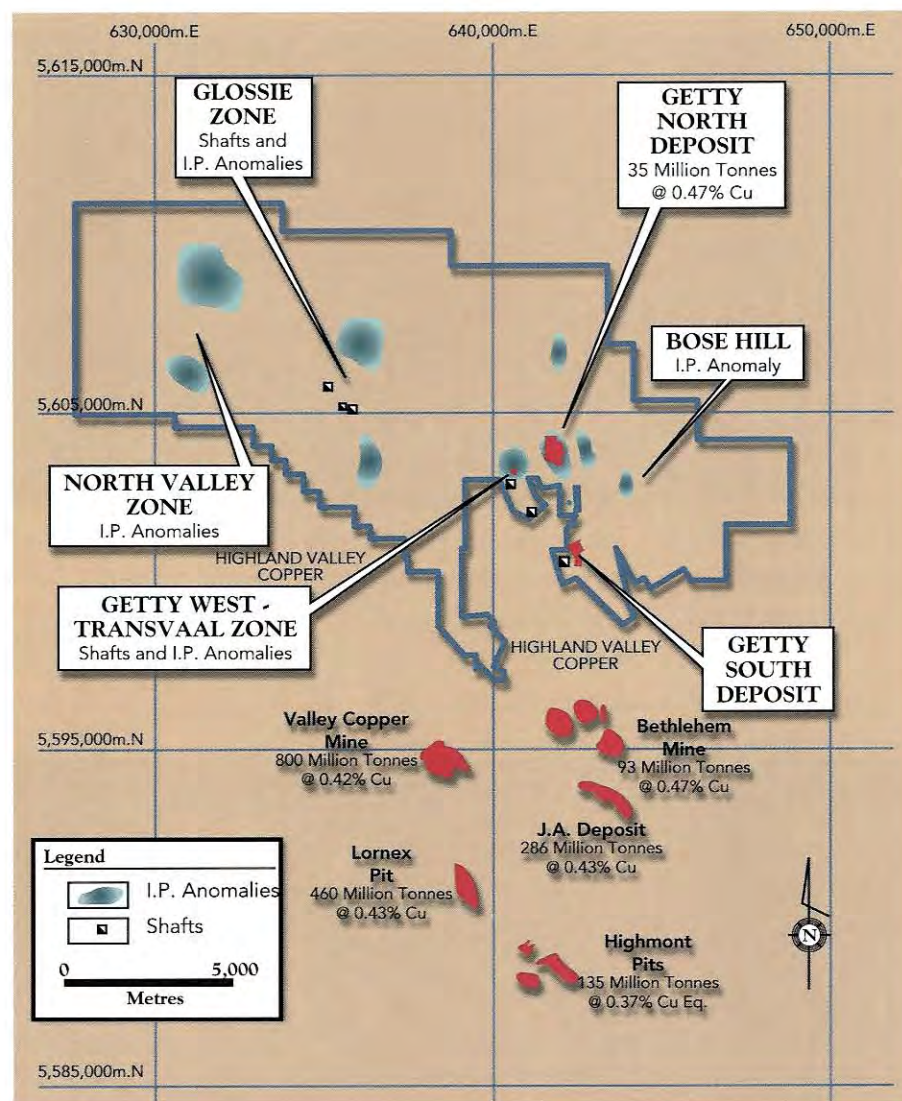 630,000m.E
640,000m.E
650,000m.E
5,615,000m.N
GLOSSIE
ZONE
Shafts and
I.P. Anomalies
GETTY
NORTH
DEPOSIT
35 Million Tonnes
@ 0.47% Cu
BOSE HILL
I.P. Anomaly
5,605,000m.N
NORTH VALLEY
ZONE
I.P. Anomalies
HIGHLAND VALLEY
COPPER
GETTY WEST -
TRANSVAAL ZONE
Shafts and I.P. Anomalies
HIGHLAND VALLEY
COPPER
GETTY
SOUTH
DEPOSIT
Valley Copper
Mine
800 Million Tonnes
@ 0.42% Cu
5,595,000m.N
Bethlehem
Mine
93 Million Tonnes
@ 0.47% Cu
J.A. Deposit
286 Million Tonnes
@ 0.43% Cu
Lornex
Pit
460 Million Tonnes
@ 0.43% Cu
Highmont
Pits
135 Million Tonnes
@ 0.37% Cu Eq.
Legend
I.P. Anomalies
Shafts
0 5,000
Metres
N
5,585,000m.N